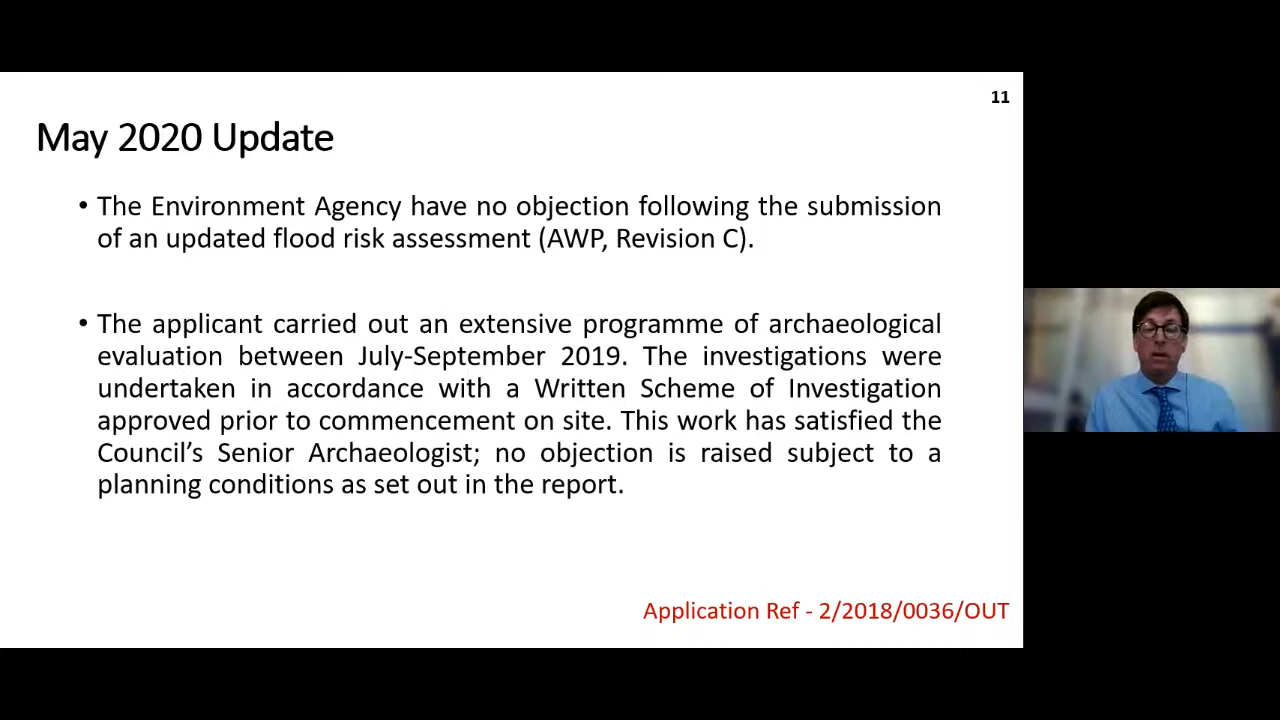 11
May 2020 Update
• The Environment Agency have no objection following the submission
of an updated flood risk assessment (AWP, Revision C).
• The applicant carried out an extensive programme of archaeological
evaluation between July-September 2019. The investigations were
undertaken in accordance with a Written Scheme of Investigation
approved prior to commencement on site. This work has satisfied the
Council's Senior Archaeologist; no objection is raised subject to a
planning conditions as set out in the report.
Application Ref - 2/2018/0036/OUT